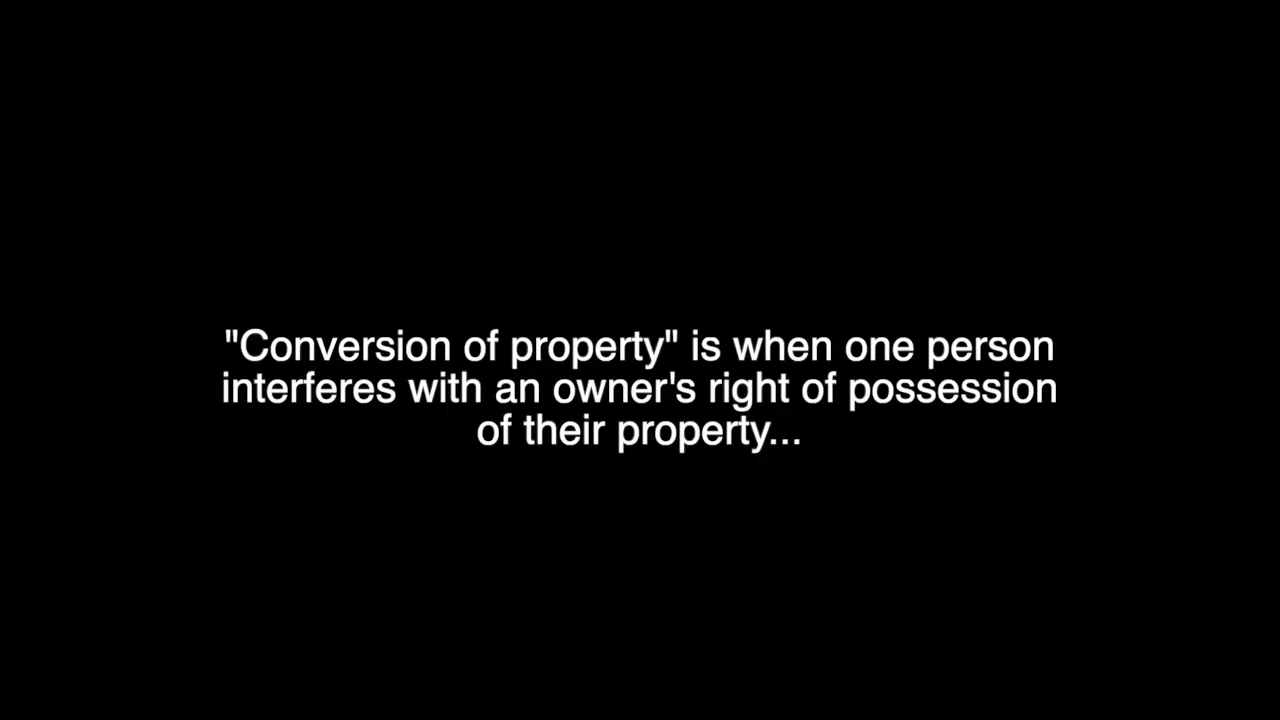 "Conversion of property" is when one person
interferes with an owner's right of possession
of their property...